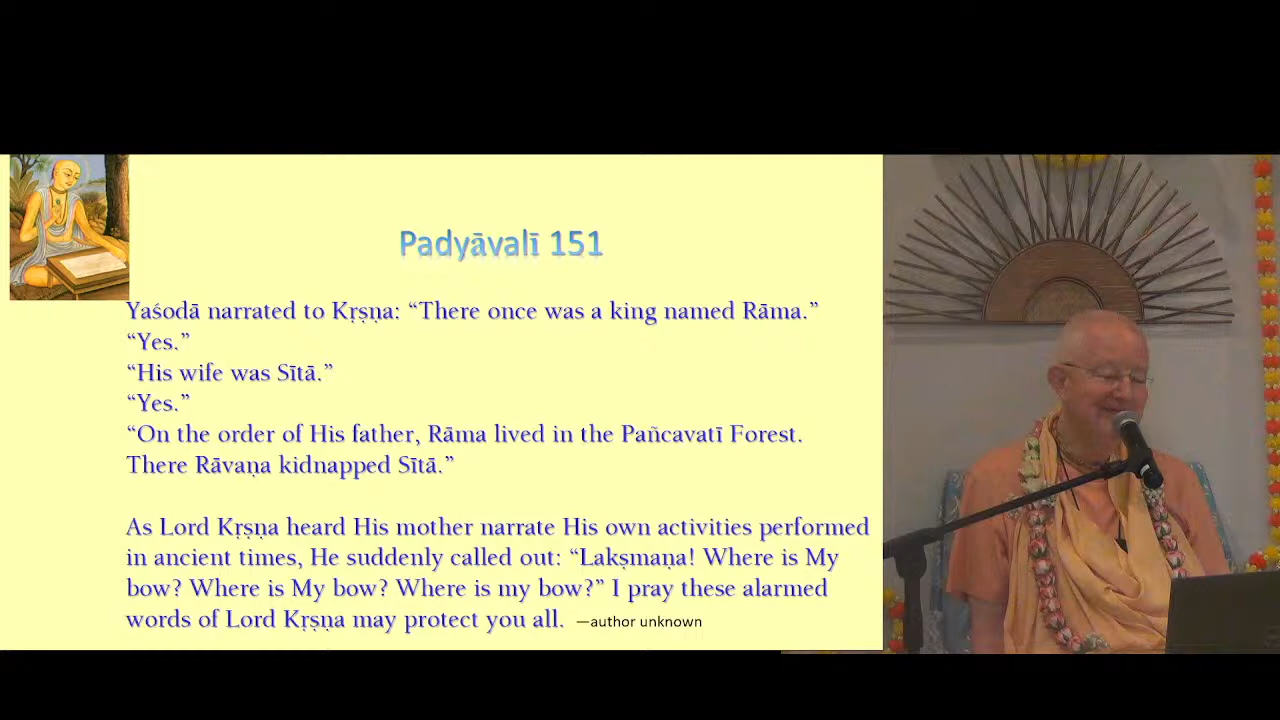 Padyāvalī 151
Yaśodā narrated to Kṛṣṇa: “There once was a king named Rāma.”
“Yes.”
“His wife was Sītā.”
“Yes.”
“On the order of His father, Rāma lived in the Pañcavatī Forest.
There Rāvaṇa kidnapped Sītā.”
As Lord Kṛṣṇa heard His mother narrate His own activities performed
in ancient times, He suddenly called out: “Lakṣmaṇa! Where is My
bow? Where is My bow? Where is my bow?” I pray these alarmed
words of Lord Kṛṣṇa may protect you all. —author unknown